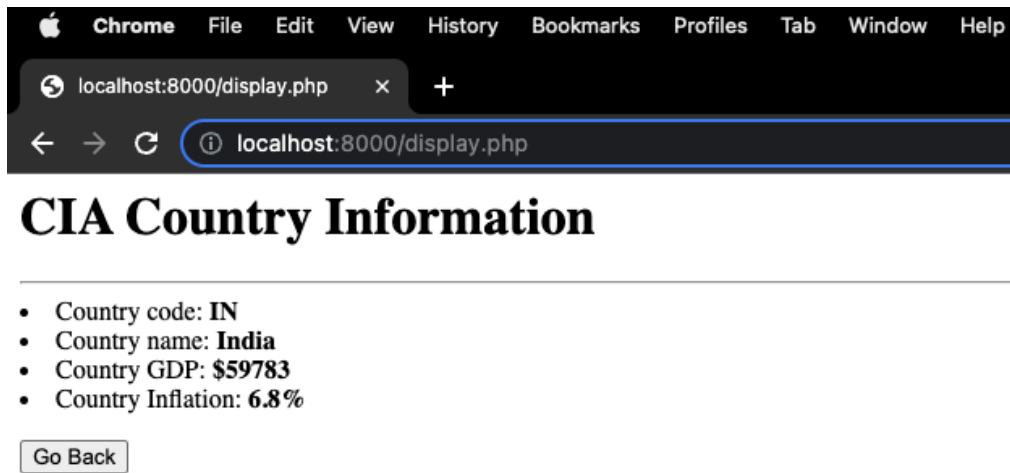 Chrome File Edit View History Bookmarks Profiles Tab Window Help
localhost:8000/display.php
localhost:8000/display.php
CIA Country Information
Country code: IN
Country name: India
Country GDP: $59783
Country Inflation: 6.8%
Go Back